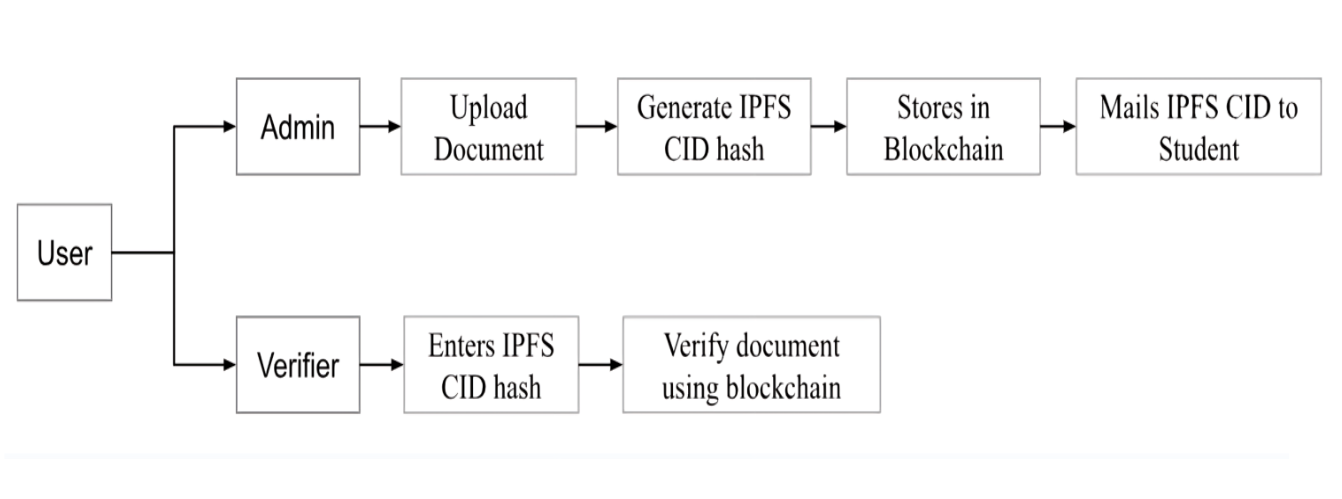 User
Admin
Upload
Document
Generate IPFS
CID hash
Stores in
Blockchain
Mails IPFS CID to
Student
Verifier
Enters IPFS
CID hash
Verify document
using blockchain